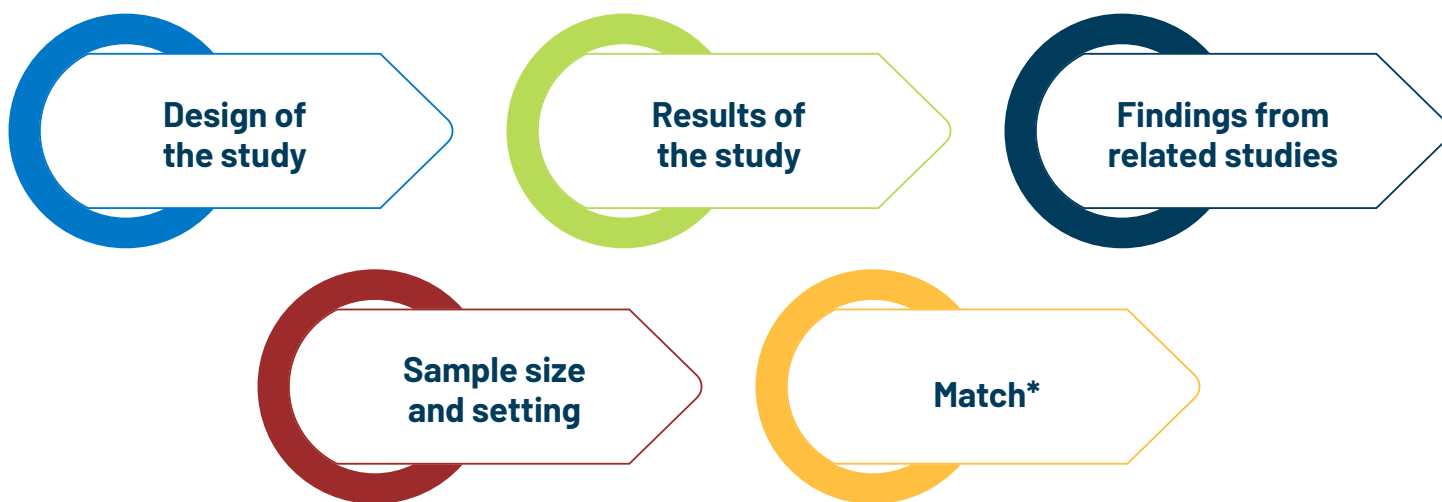 Design of
the study
Results of
the study
Findings from
related studies
Sample size
and setting
Match*